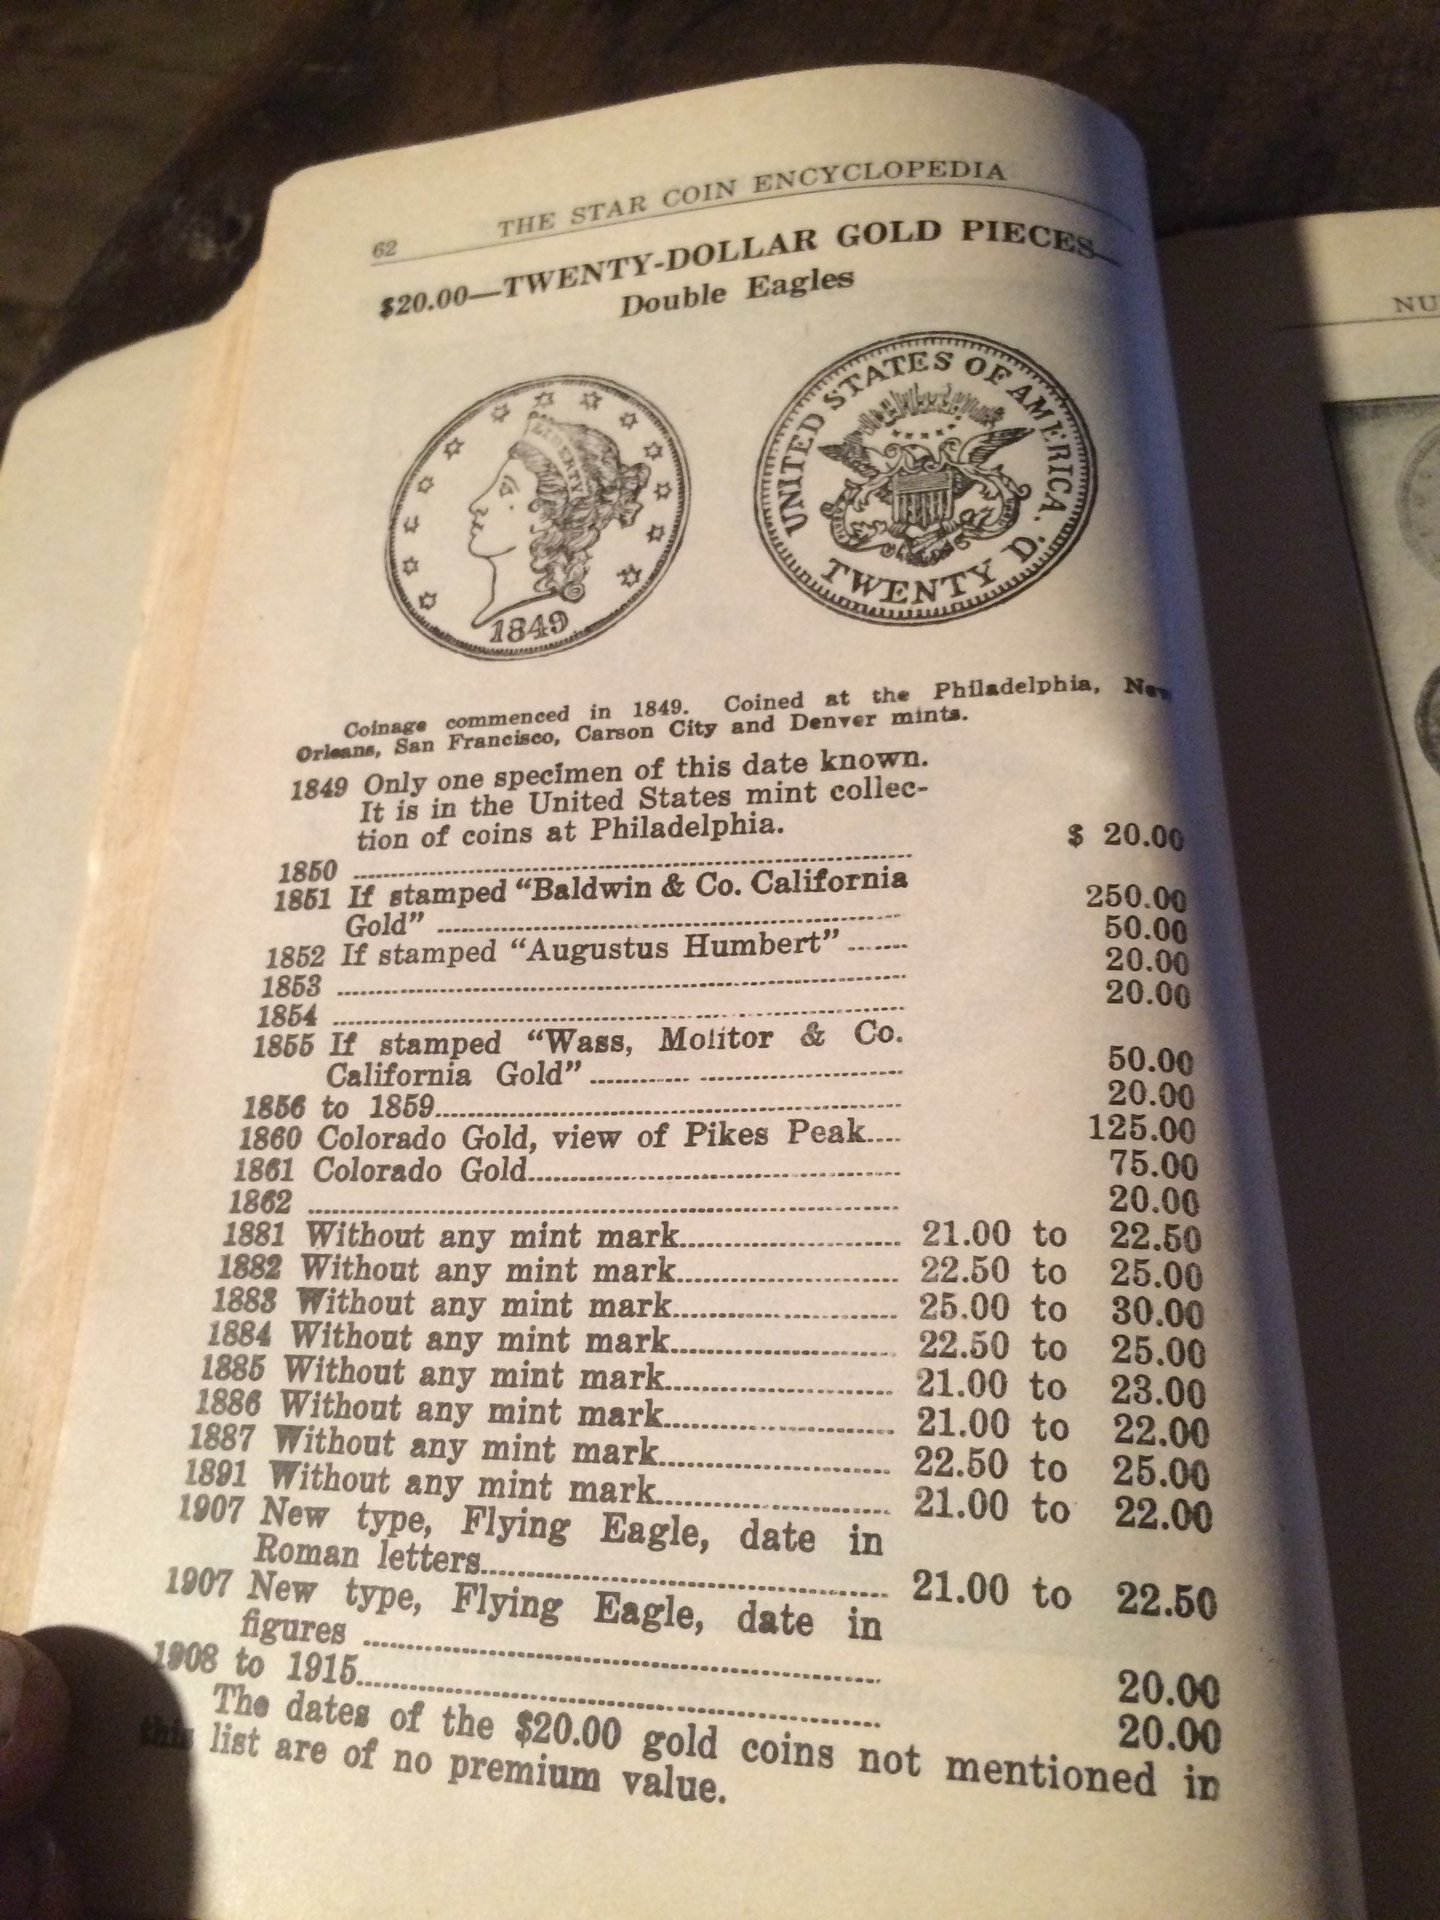 62 THE STAR COIN ENCYCLOPEDIA
$20.00—TWENTY-DOLLAR GOLD PIECES—
Double Eagles
LIBERTY
1849
UNITED STATES OF AMERICA.
TWENTY D.
Coinage commenced in 1849. Coined at the Philadelphia, New
Orleans, San Francisco, Carson City and Denver mints.
1849 Only one specimen of this date known.
It is in the United States mint collec-
tion of coins at Philadelphia.
1850 ........ $ 20.00
1851 If stamped “Baldwin & Co. California
Gold” ........ 250.00
1852 If stamped “Augustus Humbert” ........ 50.00
1853 ........ 20.00
1854 ........ 20.00
1855 If stamped “Wass, Molitor & Co.
California Gold” ........ 50.00
1856 to 1859........ 20.00
1860 Colorado Gold, view of Pikes Peak.... 125.00
1861 Colorado Gold........ 75.00
1862 ........ 20.00
1881 Without any mint mark........ 21.00 to 22.50
1882 Without any mint mark........ 22.50 to 25.00
1883 Without any mint mark........ 25.00 to 30.00
1884 Without any mint mark........ 22.50 to 25.00
1885 Without any mint mark........ 21.00 to 23.00
1886 Without any mint mark........ 21.00 to 22.00
1887 Without any mint mark........ 22.50 to 25.00
1891 Without any mint mark........ 21.00 to 22.00
1907 New type, Flying Eagle, date in
Roman letters........ 21.00 to 22.50
1907 New type, Flying Eagle, date in
figures ........ 20.00
1908 to 1915........ 20.00
The dates of the $20.00 gold coins not mentioned in
this list are of no premium value.
NU